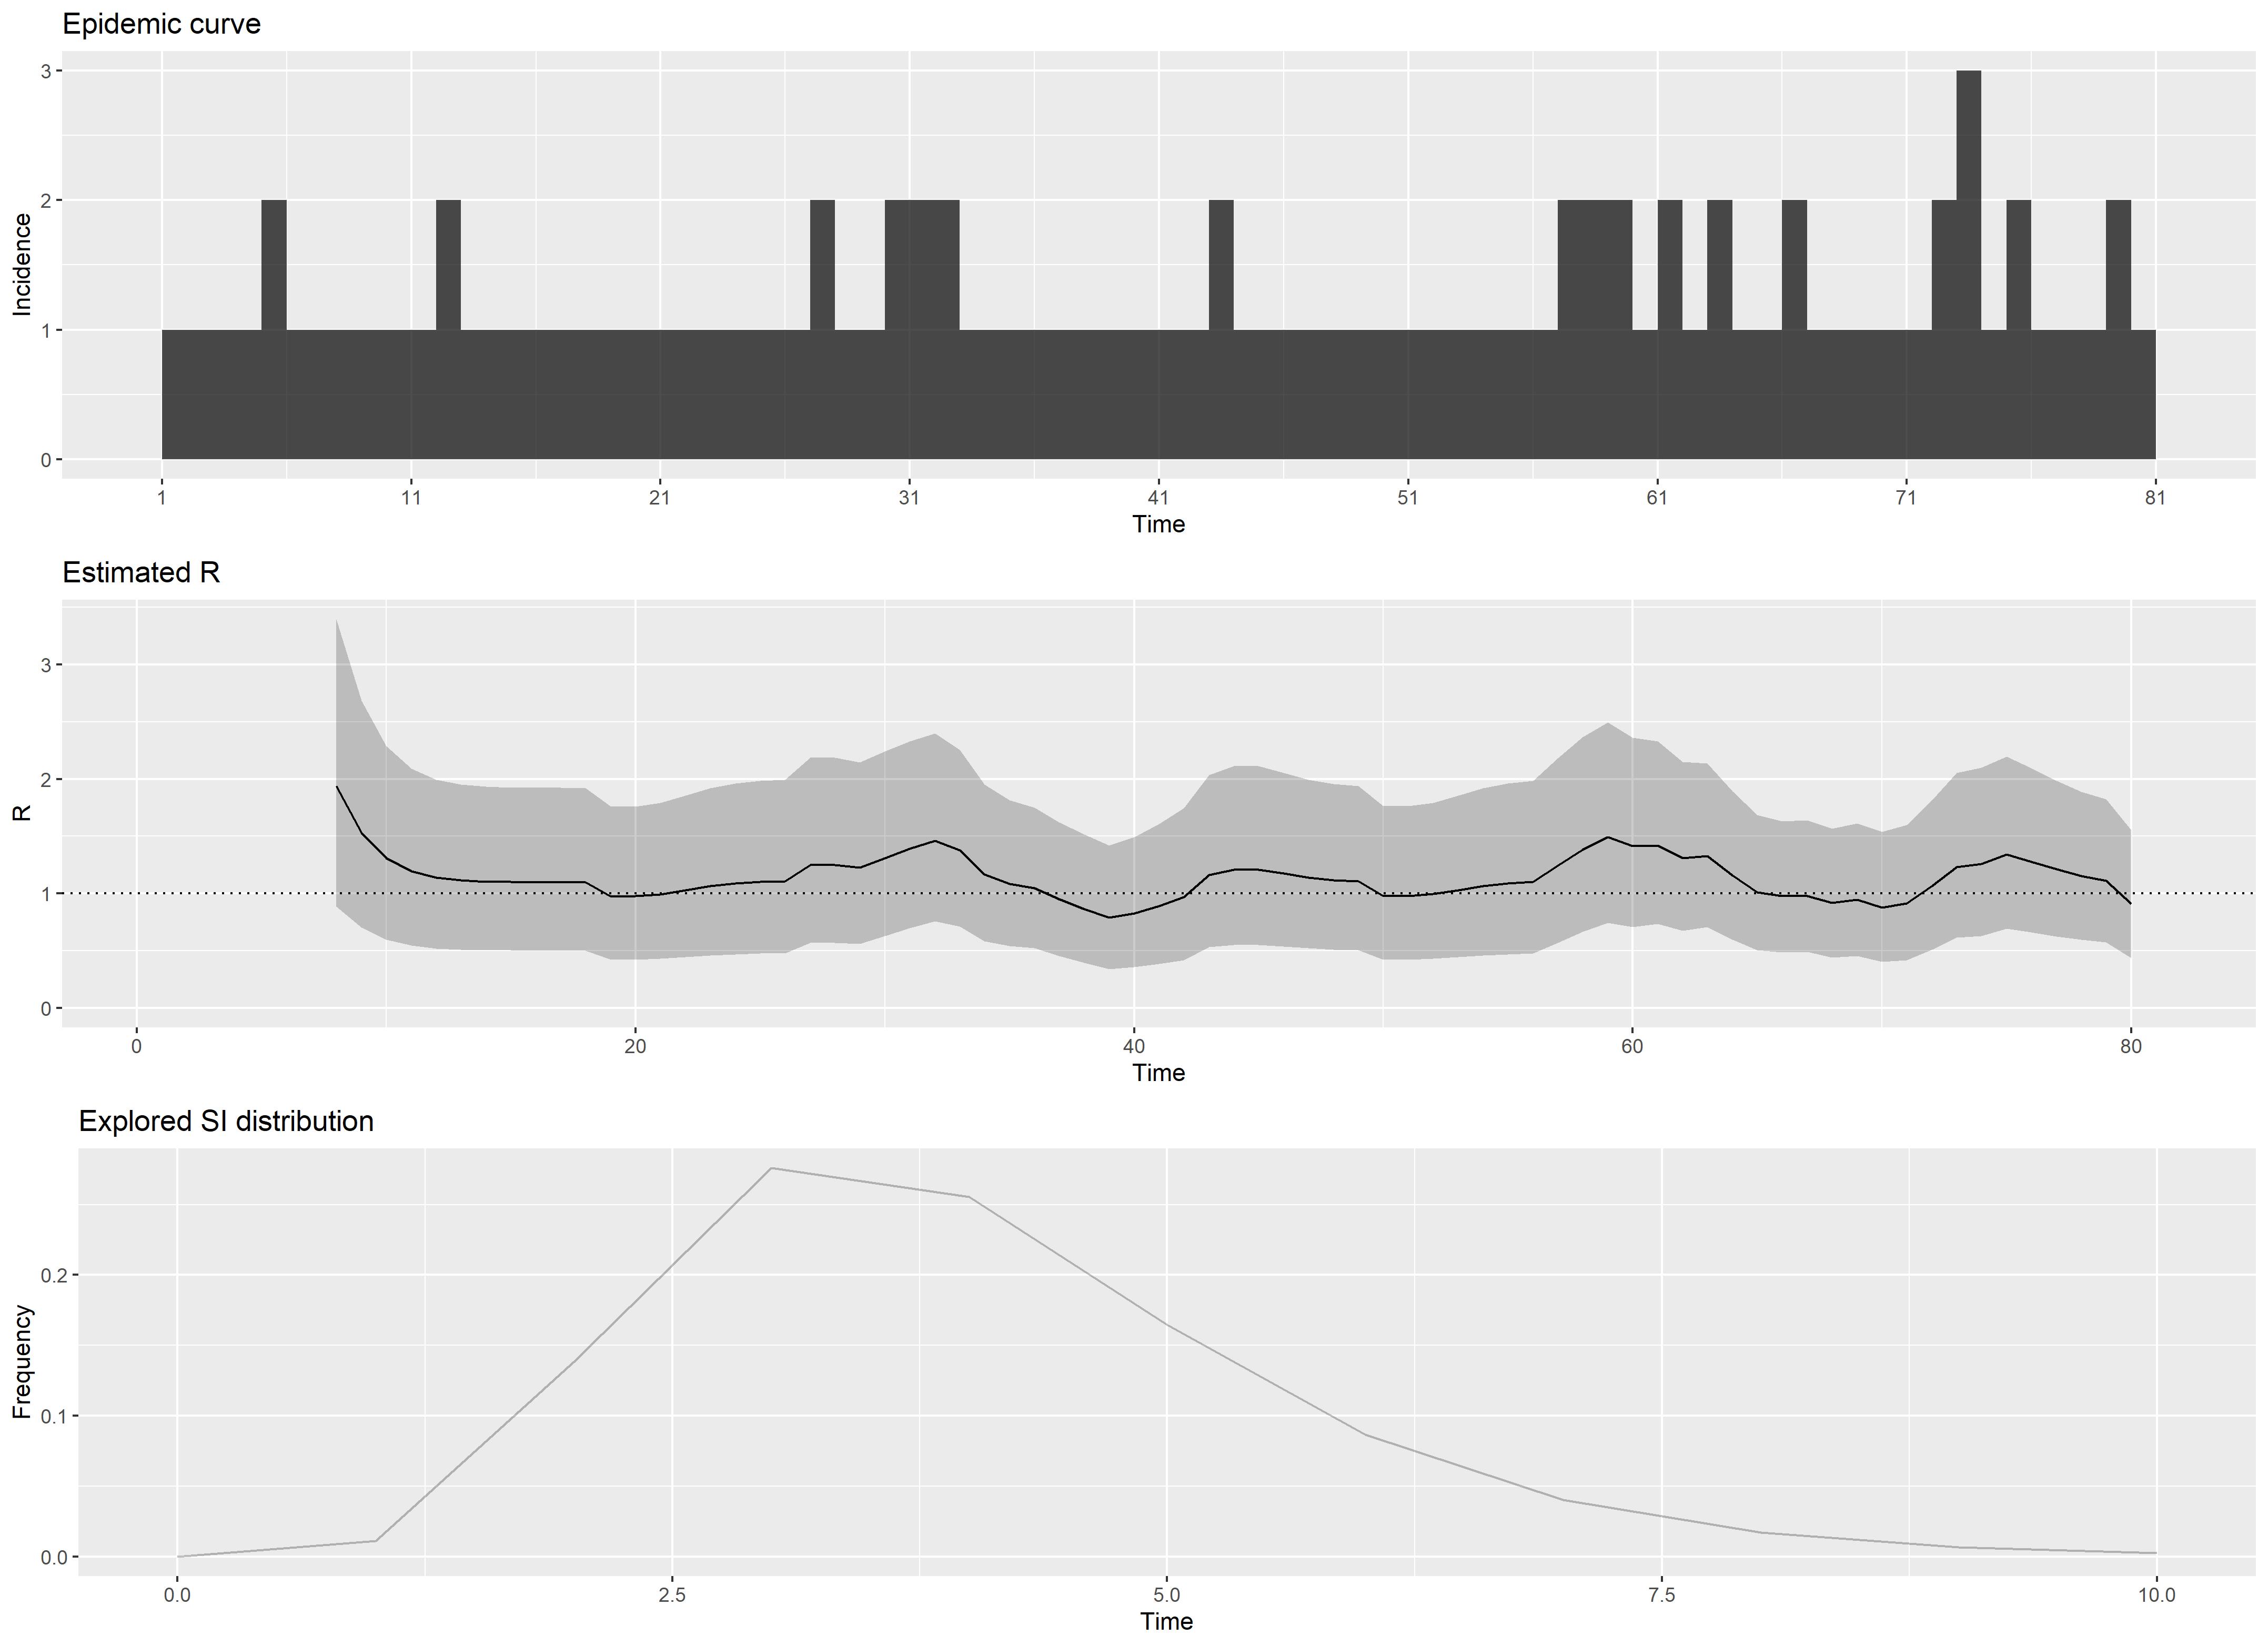 Epidemic curve
3
2
1
0
Incidence
1 11 21 31 41 51 61 71 81
Time
Estimated R
3
2
1
0
R
0 20 40 60 80
Time
Explored SI distribution
0.2
0.1
0.0
Frequency
0.0 2.5 5.0 7.5 10.0
Time